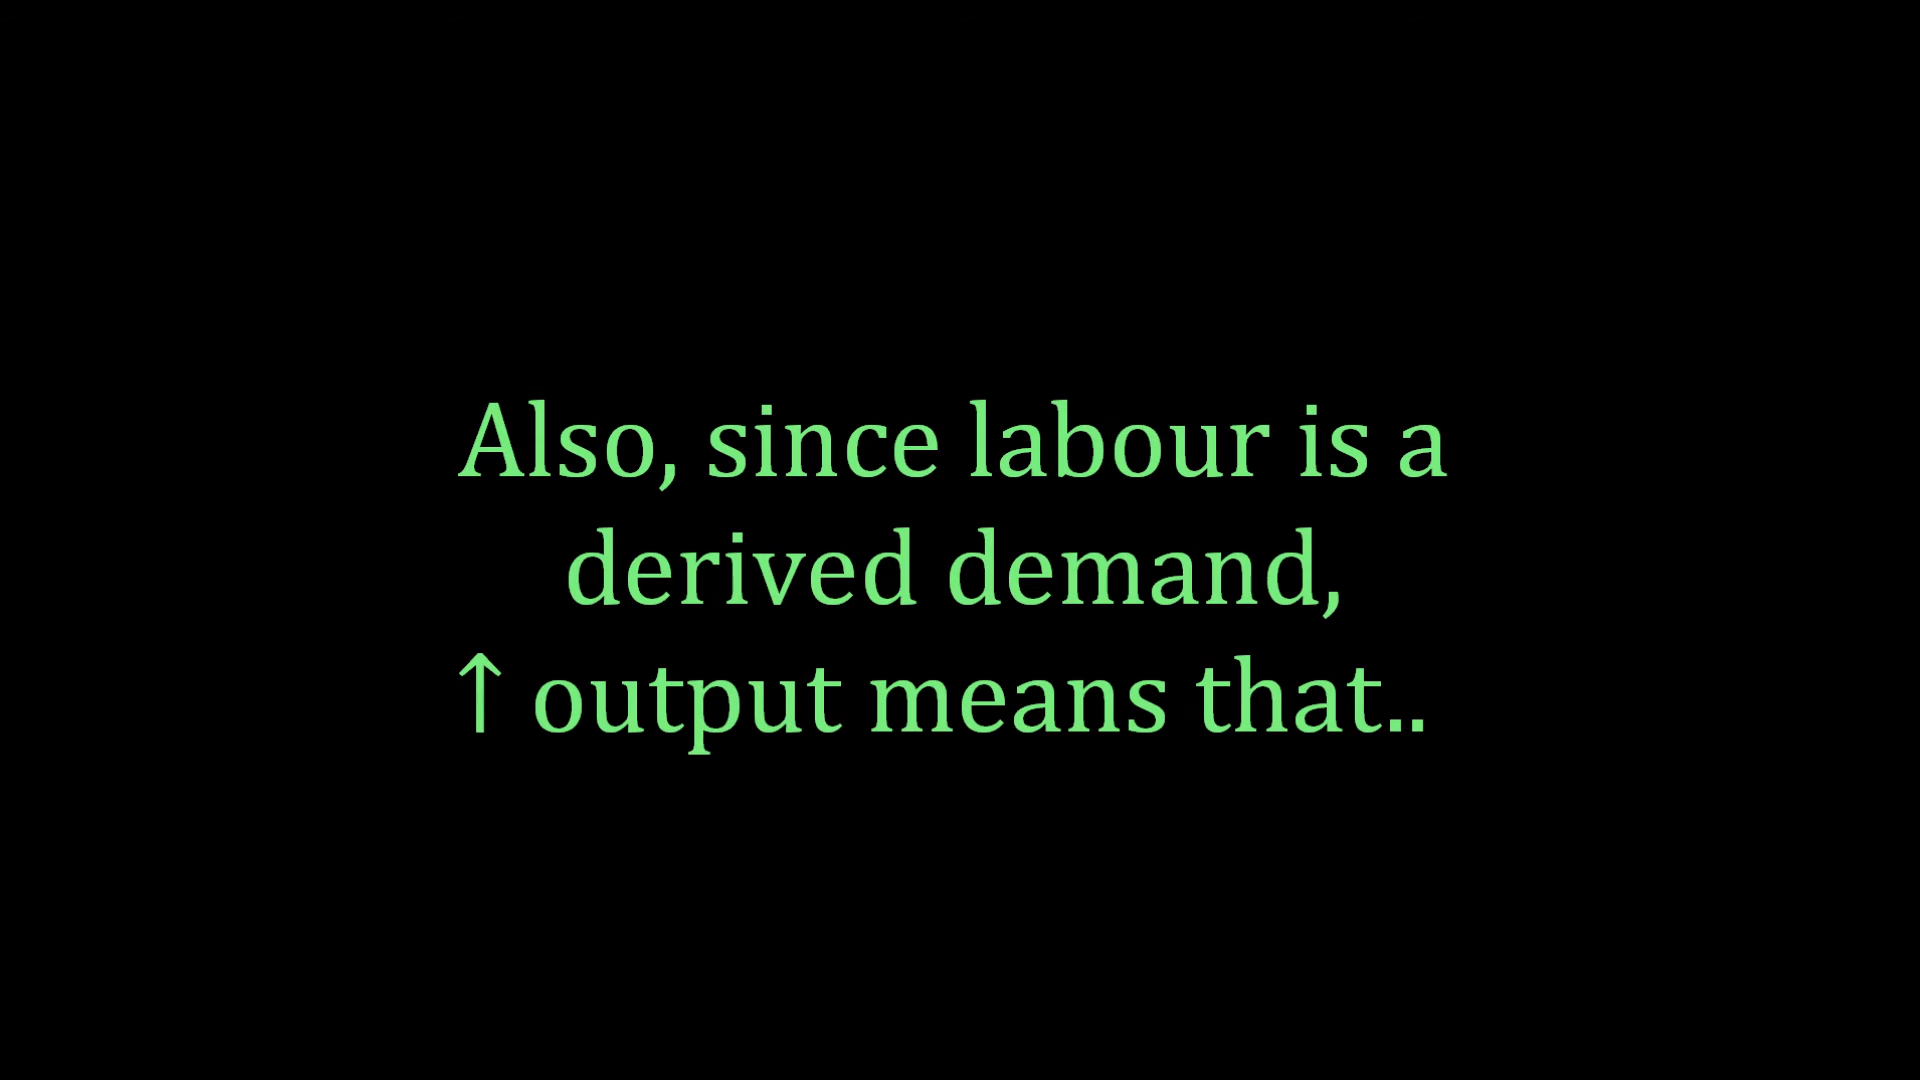 Also, since labour is a
derived demand,
↑ output means that..